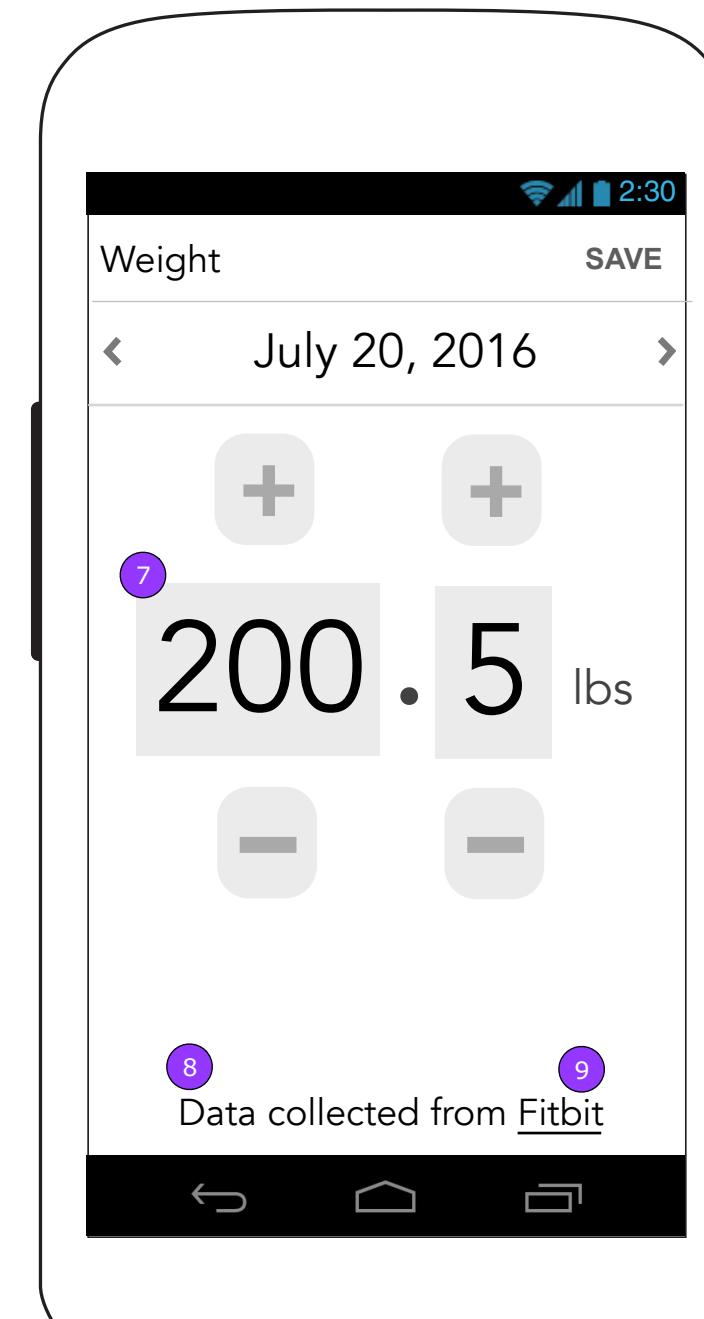 2:30
Weight SAVE
July 20, 2016
7
200 . 5 lbs
8 9
Data collected from Fitbit